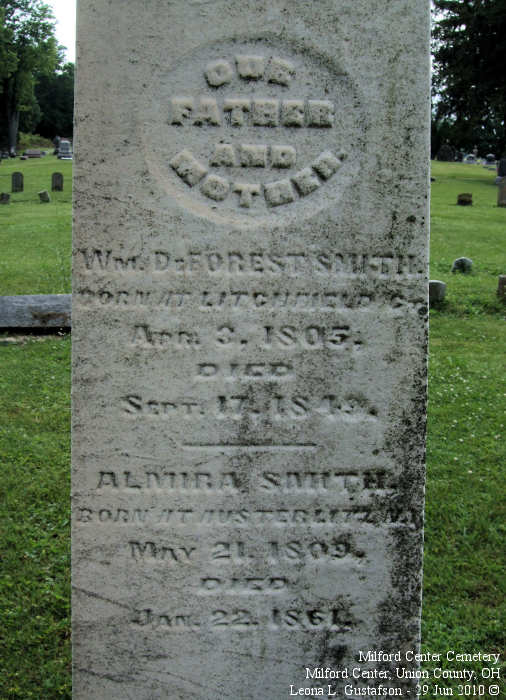 OUR
FATHER
AND
MOTHER
WM. DEFOREST SMITH.
BORN AT LITCHFIELD CT.
APR. 3. 1805.
DIED
SEPT. 17.
ALMIRA SMITH.
BORN AT AUSTERLITZ N.Y.
MAY 21. 1809.
DIED
JAN. 22. 1861.
Milford Center Cemetery
Milford Center, Union County, OH
Leona L. Gustafson - 29 Jun 2010 ©